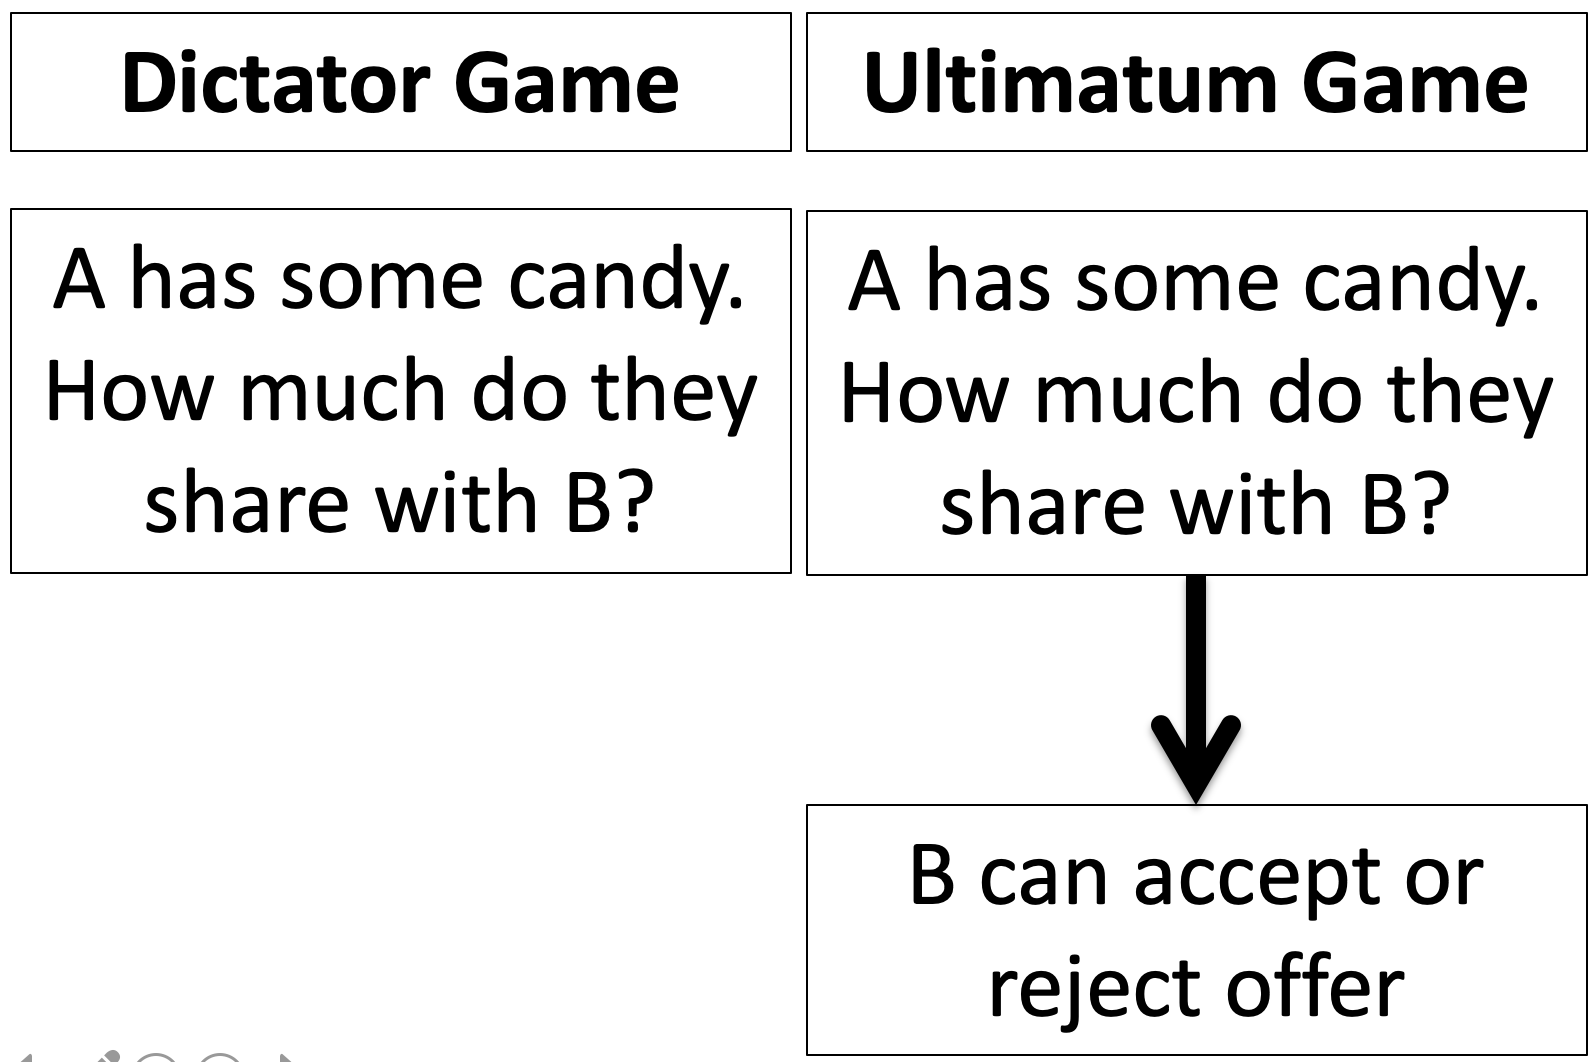 Dictator Game
A has some candy.
How much do they
share with B?
Ultimatum Game
A has some candy.
How much do they
share with B?
B can accept or
reject offer